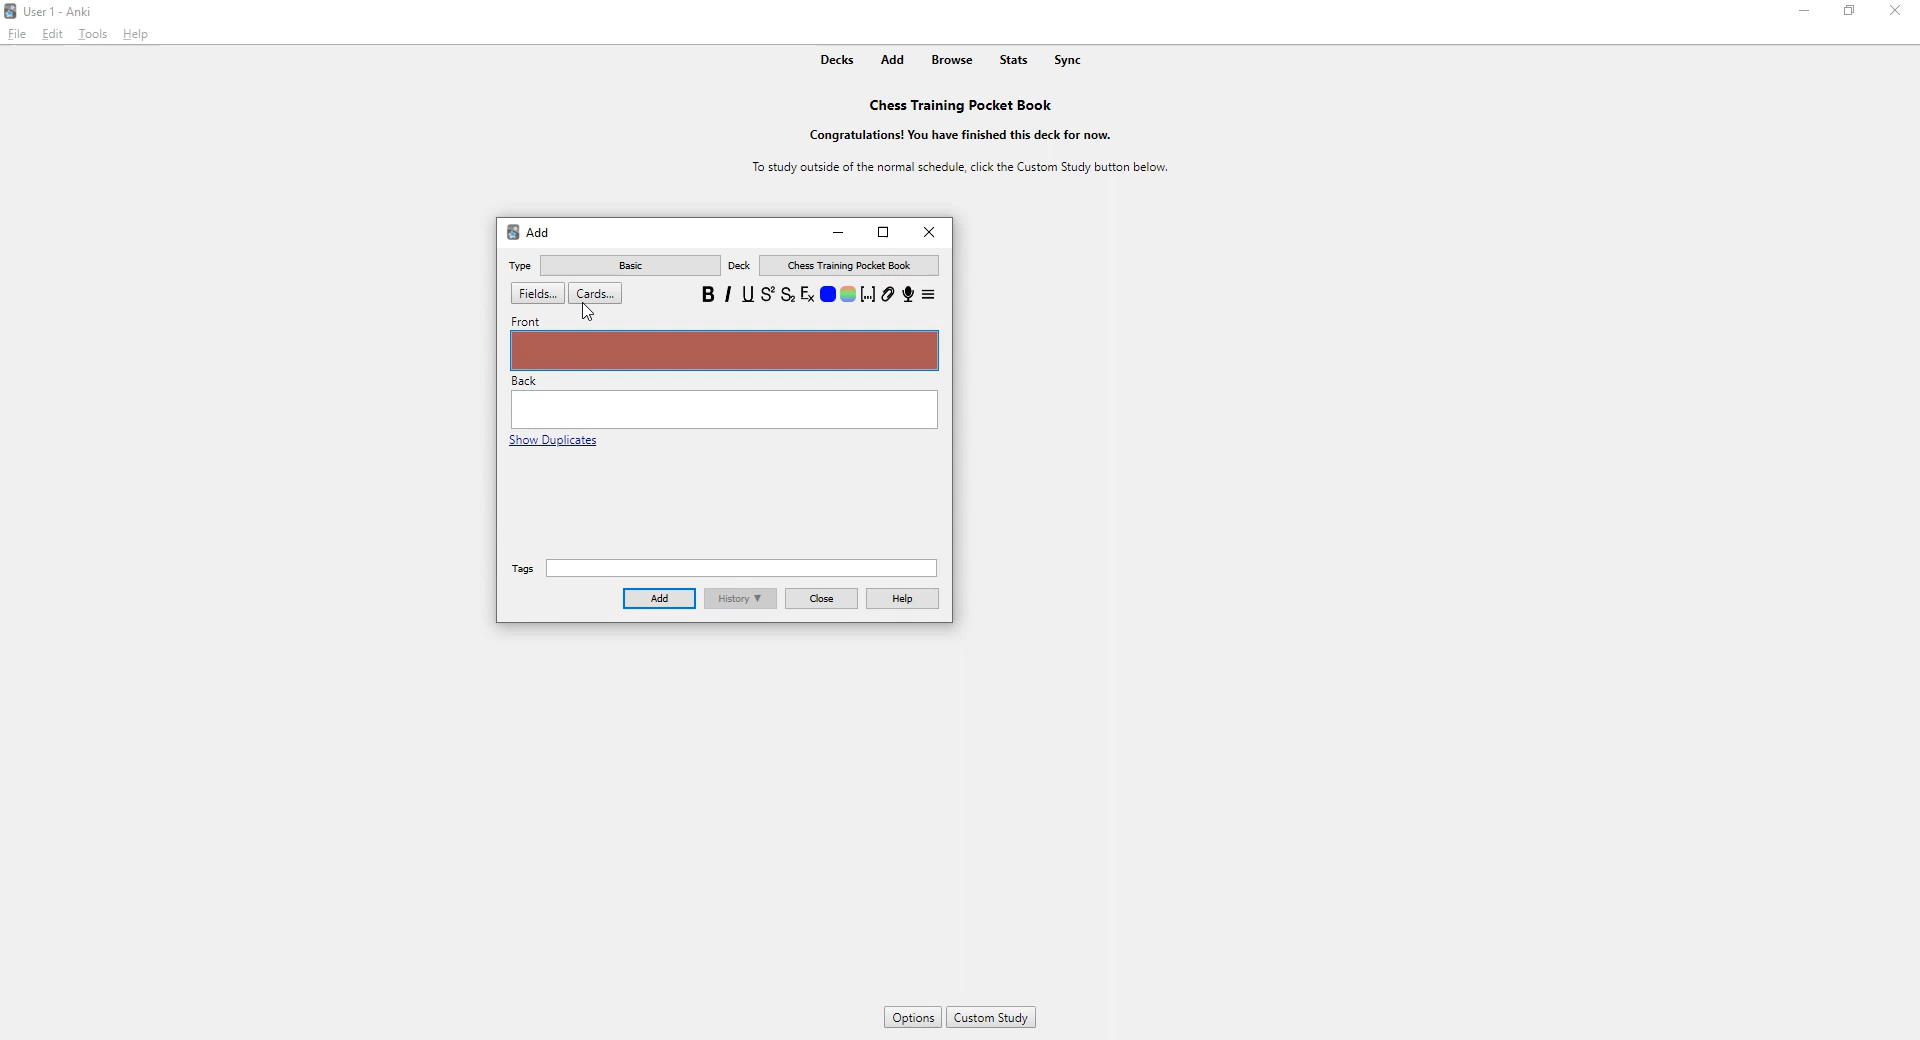 User 1 - Anki
File Edit Tools Help
Decks Add Browse Stats Sync
Chess Training Pocket Book
Congratulations! You have finished this deck for now.
To study outside of the normal schedule, click the Custom Study button below.
Add
Type Basic Deck Chess Training Pocket Book
Fields... Cards... B I U S² S₂ Ex [...]
Front
Back
Show Duplicates
Tags
Add History ▼ Close Help
Options Custom Study